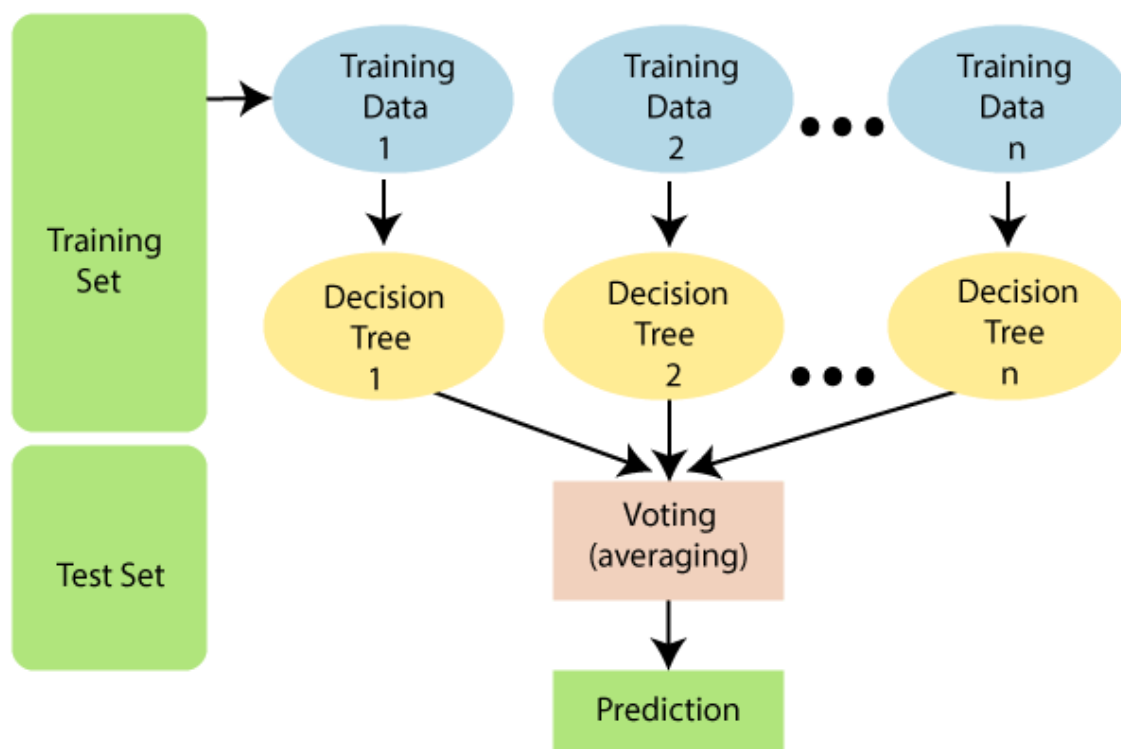 Training
Set
Test Set
Training
Data
1
Training
Data
2
Training
Data
n
Decision
Tree
1
Decision
Tree
2
Decision
Tree
n
Voting
(averaging)
Prediction